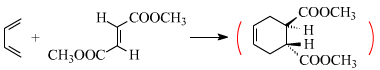 H COOCH₃
+
CH₃OOC H
( COOCH₃
H
H
COOCH₃ )